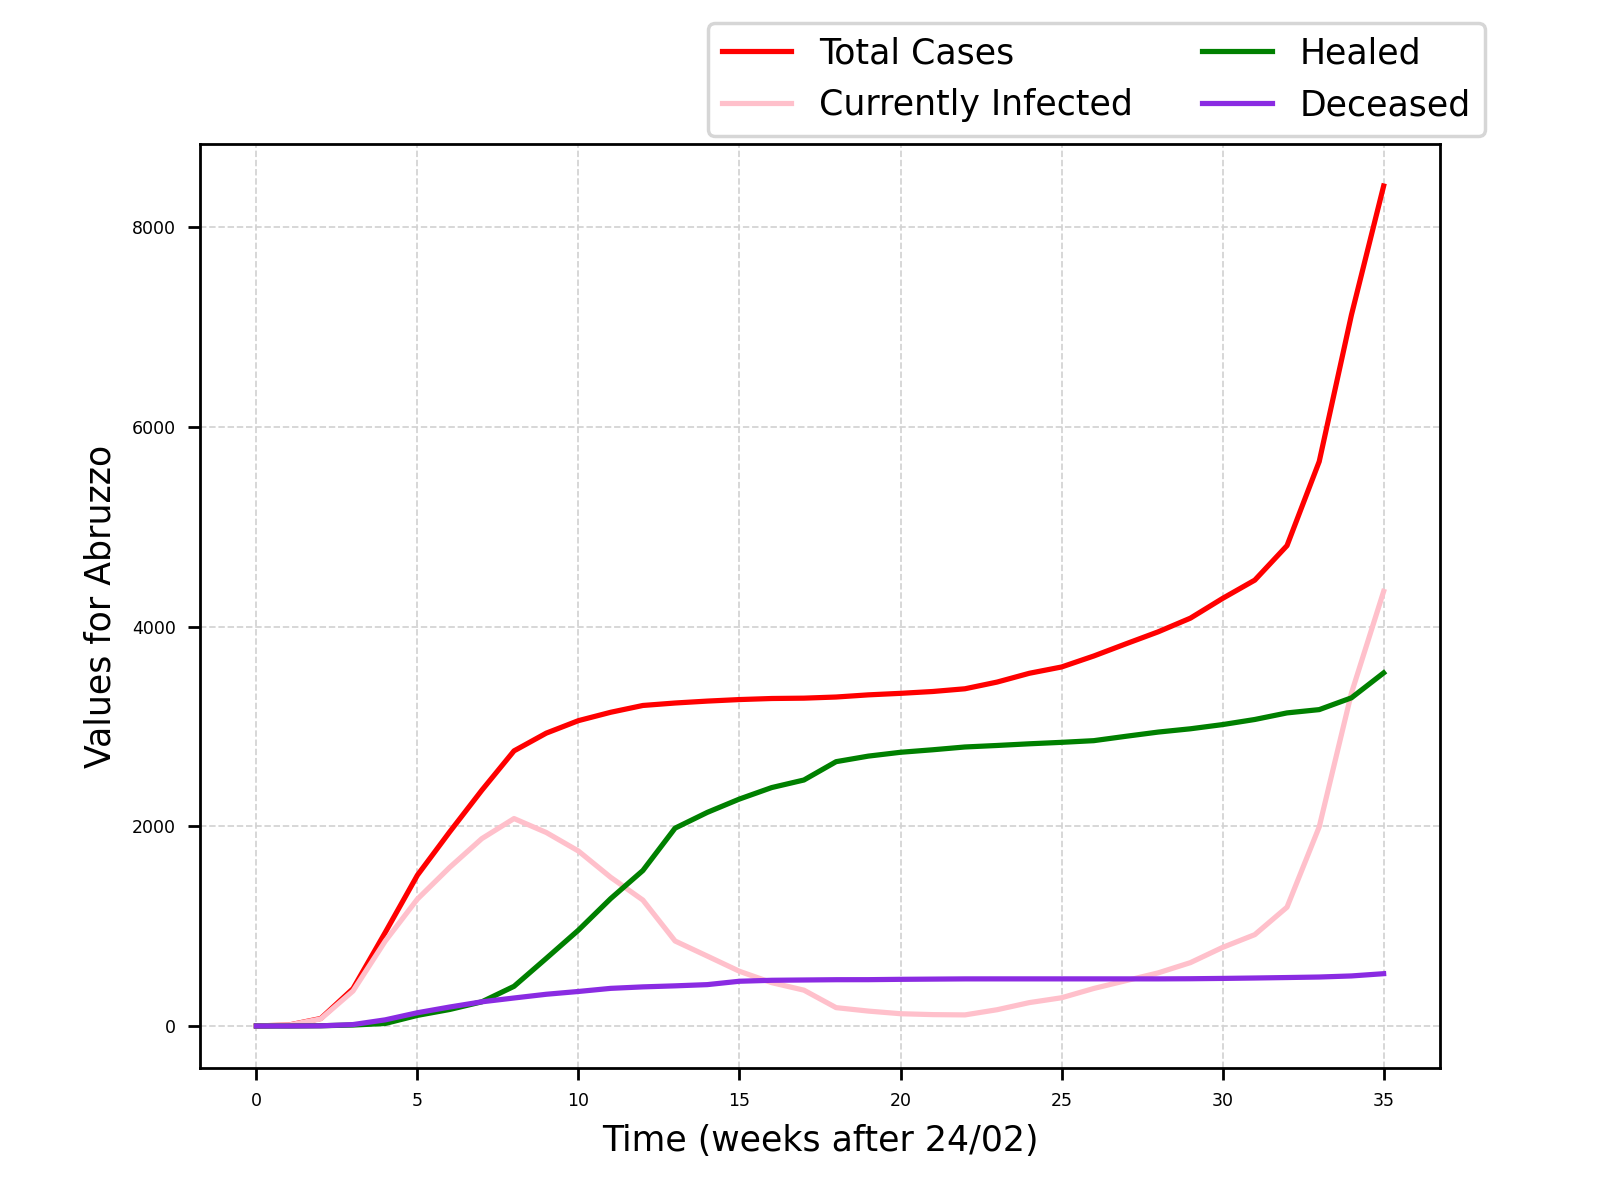 Total Cases
Currently Infected
Healed
Deceased
Values for Abruzzo
8000
6000
4000
2000
0
0 5 10 15 20 25 30 35
Time (weeks after 24/02)